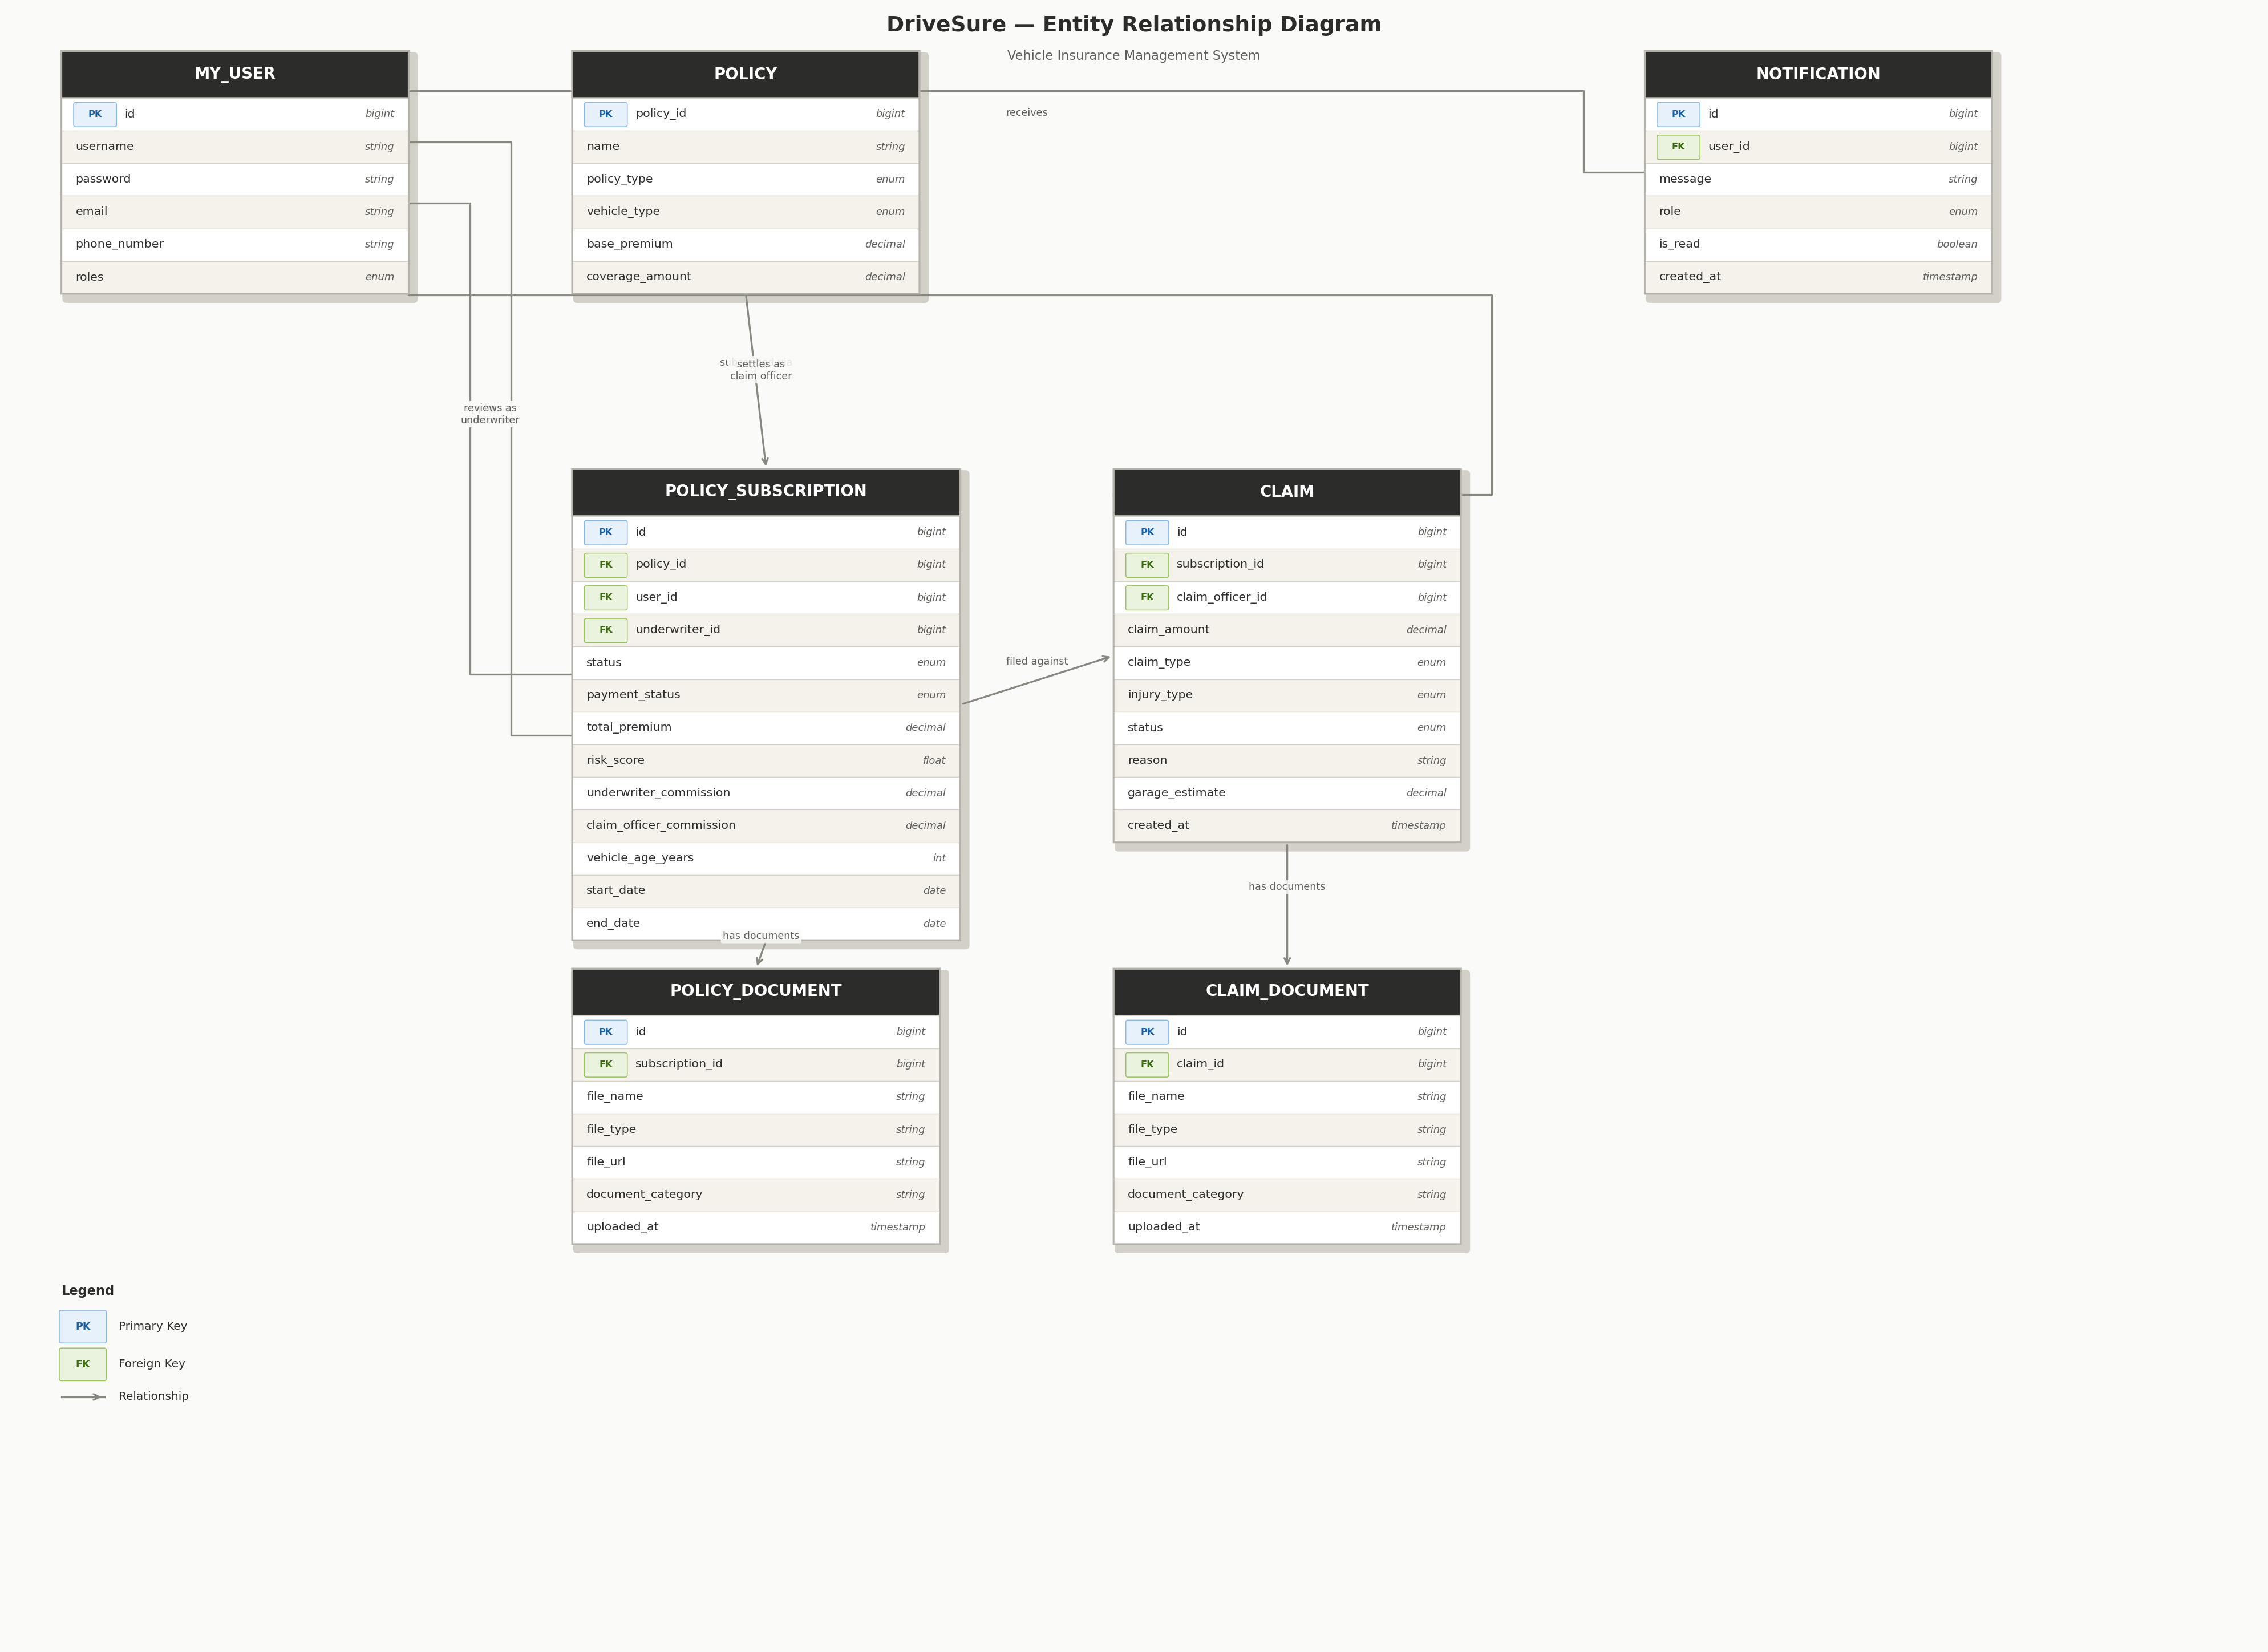 DriveSure — Entity Relationship Diagram
Vehicle Insurance Management System
MY_USER
PK id bigint
username string
password string
email string
phone_number string
roles enum
POLICY
PK policy_id bigint
name string
policy_type enum
vehicle_type enum
base_premium decimal
coverage_amount decimal
receives
NOTIFICATION
PK id bigint
FK user_id bigint
message string
role enum
is_read boolean
created_at timestamp
settles as
claim officer
reviews as
underwriter
POLICY_SUBSCRIPTION
PK id bigint
FK policy_id bigint
FK user_id bigint
FK underwriter_id bigint
status enum
payment_status enum
total_premium decimal
risk_score float
underwriter_commission decimal
claim_officer_commission decimal
vehicle_age_years int
start_date date
end_date date
has documents
filed against
CLAIM
PK id bigint
FK subscription_id bigint
FK claim_officer_id bigint
claim_amount decimal
claim_type enum
injury_type enum
status enum
reason string
garage_estimate decimal
created_at timestamp
has documents
POLICY_DOCUMENT
PK id bigint
FK subscription_id bigint
file_name string
file_type string
file_url string
document_category string
uploaded_at timestamp
CLAIM_DOCUMENT
PK id bigint
FK claim_id bigint
file_name string
file_type string
file_url string
document_category string
uploaded_at timestamp
Legend
PK Primary Key
FK Foreign Key
Relationship